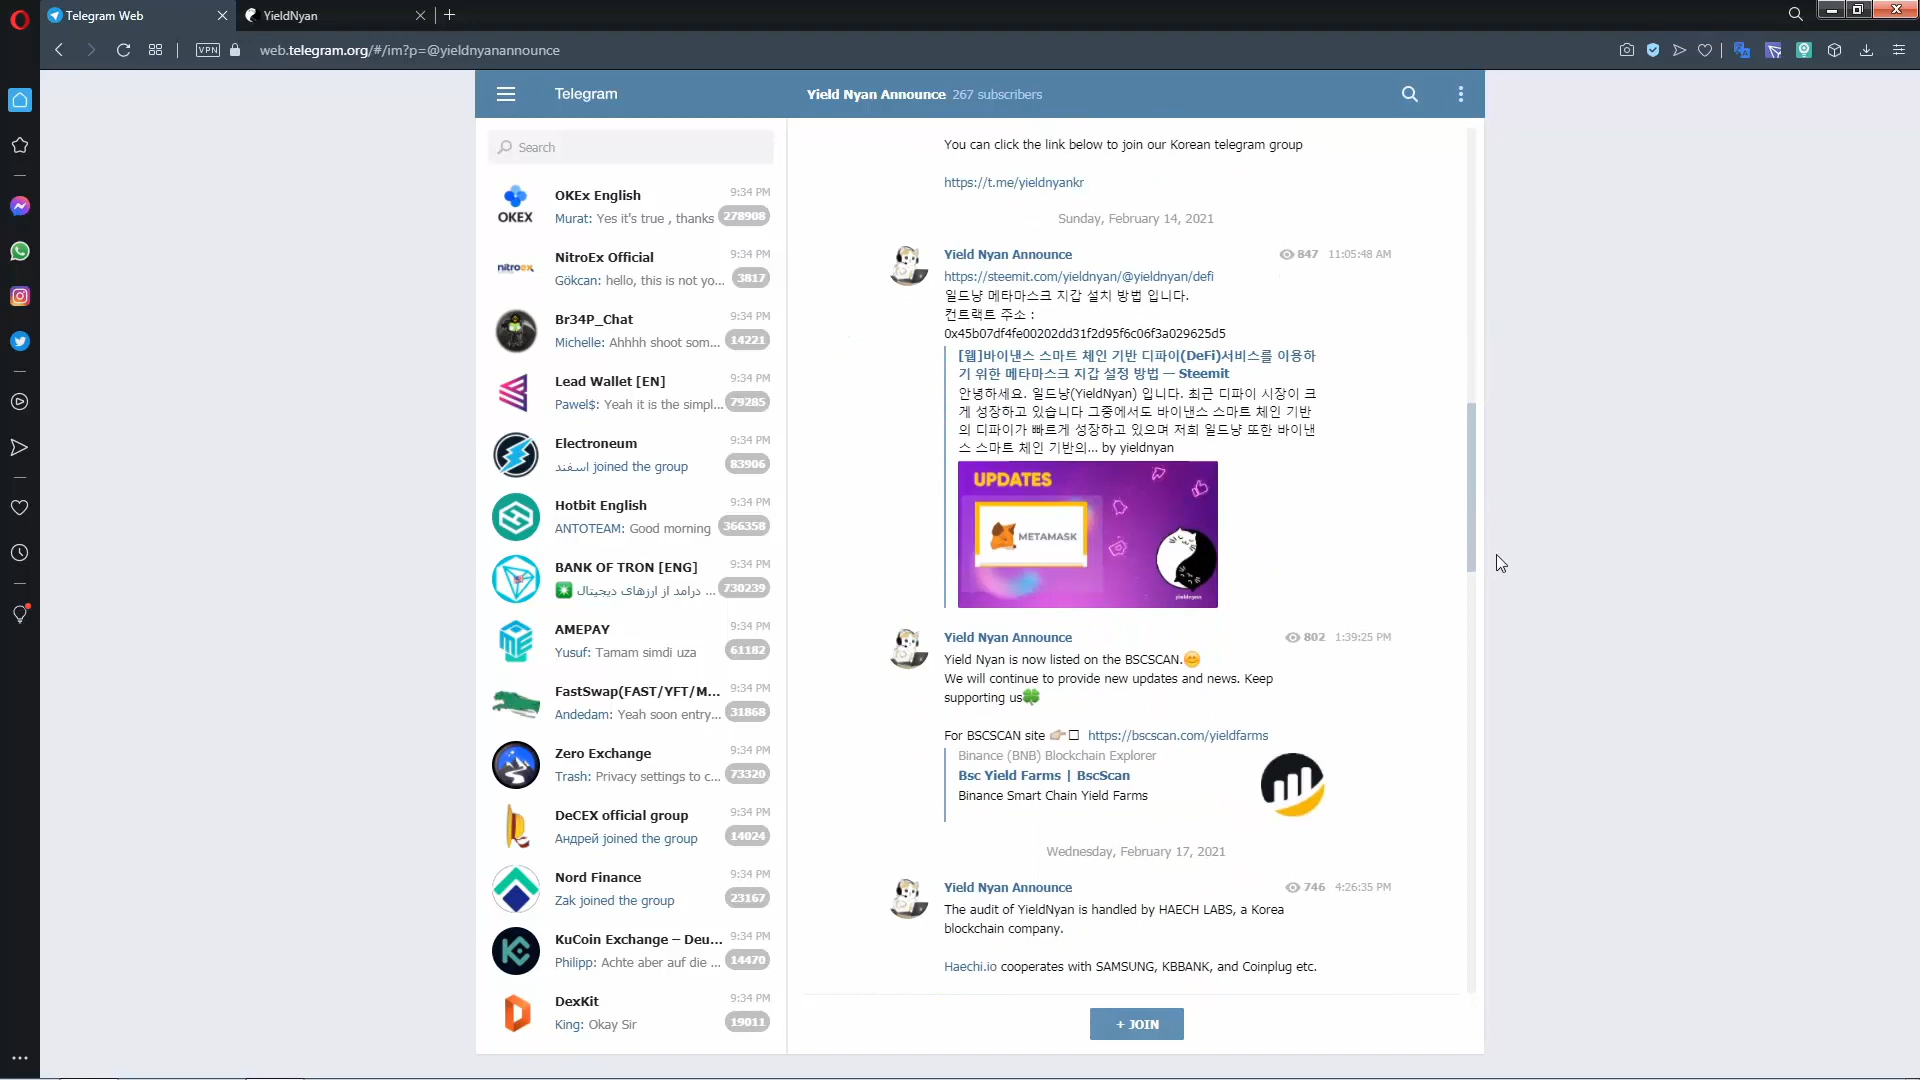 Telegram Web
YieldNyan
VPN
web.telegram.org/#/im?p=@yieldnyanannounce
Telegram
Yield Nyan Announce 267 subscribers
Search
OKEX
OKEx English 9:34 PM
Murat: Yes it's true , thanks 278908
nitroex
NitroEx Official 9:34 PM
Gökcan: hello, this is not yo... 3817
Br34P_Chat 9:34 PM
Michelle: Ahhhh shoot som... 14221
Lead Wallet [EN] 9:34 PM
Pawel$: Yeah it is the simpl... 79285
Electroneum 9:34 PM
اسفند joined the group 83906
Hotbit English 9:34 PM
ANTOTEAM: Good morning 366358
BANK OF TRON [ENG] 9:34 PM
درامد از ارزهای دیجیتال ... 730239
AMEPAY 9:34 PM
Yusuf: Tamam simdi uza 61182
FastSwap(FAST/YFT/M... 9:34 PM
Andedam: Yeah soon entry... 31868
Zero Exchange 9:34 PM
Trash: Privacy settings to c... 73320
DeCEX official group 9:34 PM
Андрей joined the group 14024
Nord Finance 9:34 PM
Zak joined the group 23167
KuCoin Exchange – Deu... 9:34 PM
Philipp: Achte aber auf die ... 14470
DexKit 9:34 PM
King: Okay Sir 19011
You can click the link below to join our Korean telegram group
https://t.me/yieldnyankr
Sunday, February 14, 2021
Yield Nyan Announce 847 11:05:48 AM
https://steemit.com/yieldnyan/@yieldnyan/defi
일드냥 메타마스크 지갑 설치 방법 입니다.
컨트랙트 주소 :
0x45b07df4fe00202dd31f2d95f6c06f3a029625d5
[웹]바이낸스 스마트 체인 기반 디파이(DeFi)서비스를 이용하
기 위한 메타마스크 지갑 설정 방법 — Steemit
안녕하세요. 일드냥(YieldNyan) 입니다. 최근 디파이 시장이 크
게 성장하고 있습니다 그중에서도 바이낸스 스마트 체인 기반
의 디파이가 빠르게 성장하고 있으며 저희 일드냥 또한 바이낸
스 스마트 체인 기반의... by yieldnyan
UPDATES
METAMASK
yieldnyan
Yield Nyan Announce 802 1:39:25 PM
Yield Nyan is now listed on the BSCSCAN.😊
We will continue to provide new updates and news. Keep
supporting us🍀
For BSCSCAN site 👉🏼 https://bscscan.com/yieldfarms
Binance (BNB) Blockchain Explorer
Bsc Yield Farms | BscScan
Binance Smart Chain Yield Farms
Wednesday, February 17, 2021
Yield Nyan Announce 746 4:26:35 PM
The audit of YieldNyan is handled by HAECH LABS, a Korea
blockchain company.
Haechi.io cooperates with SAMSUNG, KBBANK, and Coinplug etc.
+ JOIN